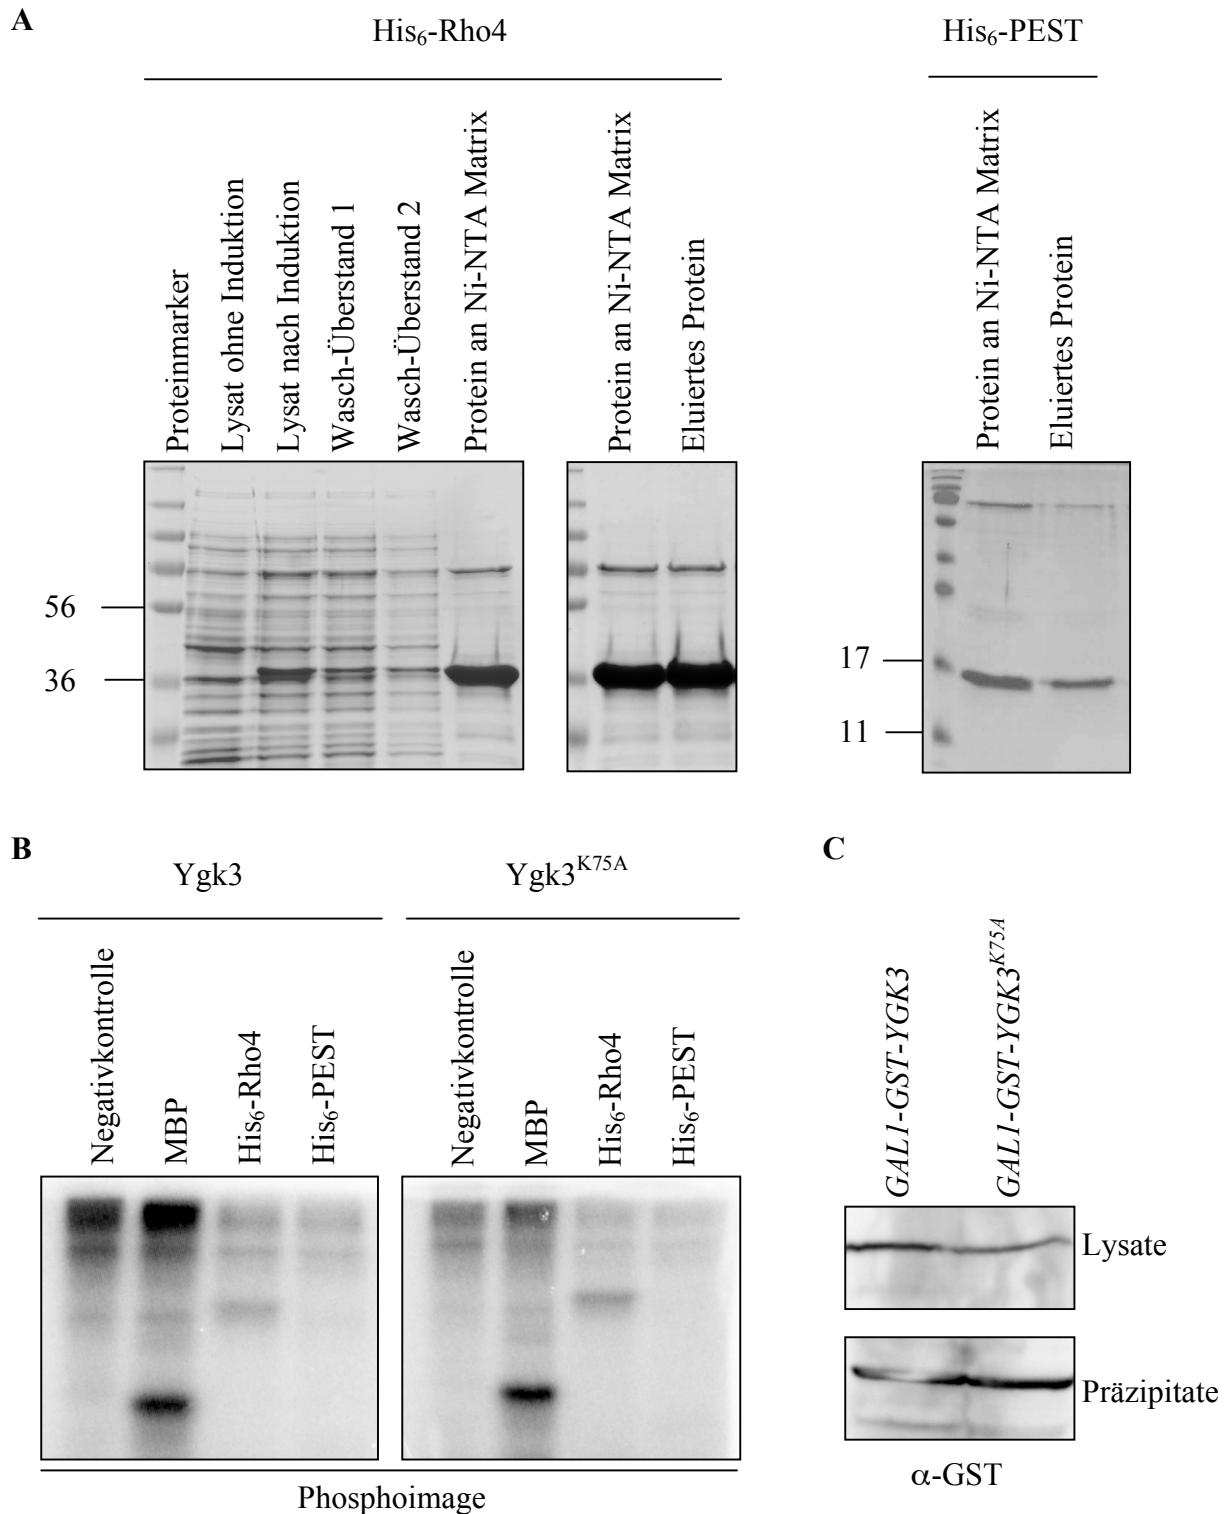 A
His₆-Rho4
His₆-PEST
Proteinmarker
Lysat ohne Induktion
Lysat nach Induktion
Wasch-Überstand 1
Wasch-Überstand 2
Protein an Ni-NTA Matrix
Protein an Ni-NTA Matrix
Eluiertes Protein
Protein an Ni-NTA Matrix
Eluiertes Protein
56
36
17
11
B
Ygk3
Ygk3ᴷ⁷⁵ᴬ
Negativkontrolle
MBP
His₆-Rho4
His₆-PEST
Negativkontrolle
MBP
His₆-Rho4
His₆-PEST
Phosphoimage
C
GAL1-GST-YGK3
GAL1-GST-YGK3ᴷ⁷⁵ᴬ
Lysate
Präzipitate
α-GST